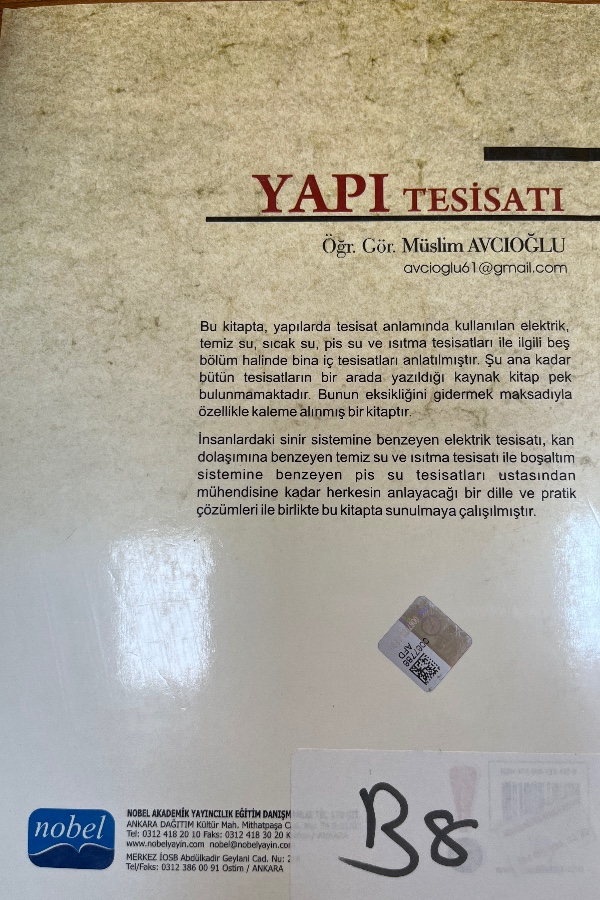 YAPI TESİSATI
Öğr. Gör. Müslim AVCIOĞLU
avcioglu61@gmail.com
Bu kitapta, yapılarda tesisat anlamında kullanılan elektrik,
temiz su, sıcak su, pis su ve ısıtma tesisatları ile ilgili beş
bölüm halinde bina iç tesisatları anlatılmıştır. Şu ana kadar
bütün tesisatların bir arada yazıldığı kaynak kitap pek
bulunmamaktadır. Bunun eksikliğini gidermek maksadıyla
özellikle kaleme alınmış bir kitaptır.
İnsanlardaki sinir sistemine benzeyen elektrik tesisatı, kan
dolaşımına benzeyen temiz su ve ısıtma tesisatı ile boşaltım
sistemine benzeyen pis su tesisatları ustasından
mühendisine kadar herkesin anlayacağı bir dille ve pratik
çözümleri ile birlikte bu kitapta sunulmaya çalışılmıştır.
AFD
nobel
NOBEL AKADEMİK YAYINCILIK EĞİTİM DANIŞM
ANKARA DAĞITIM Kültür Mah. Mithatpaşa C
Tel: 0312 418 20 10 Faks: 0312 418 30 20 K
www.nobelyayin.com nobel@nobelyayin.co
MERKEZ İOSB Abdülkadir Geylani Cad. Nu: 2
Tel/Faks: 0312 386 00 91 Ostim / ANKARA
B8